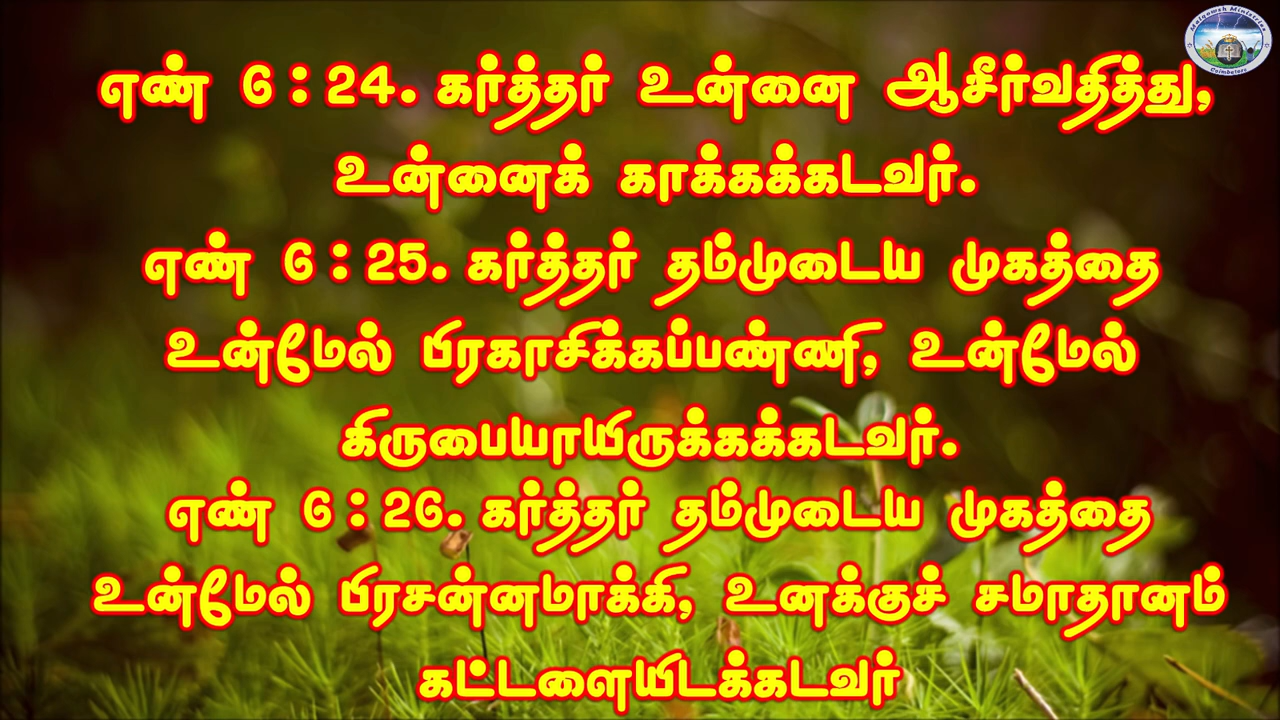 எண் 6 : 24. கர்த்தர் உன்னை ஆசீர்வதித்து,
உன்னைக் காக்கக்கடவர்.
எண் 6 : 25. கர்த்தர் தம்முடைய முகத்தை
உன்மேல் பிரகாசிக்கப்பண்ணி, உன்மேல்
கிருபையாயிருக்கக்கடவர்.
எண் 6 : 26. கர்த்தர் தம்முடைய முகத்தை
உன்மேல் பிரசன்னமாக்கி, உனக்குச் சமாதானம்
கட்டளையிடக்கடவர்
Ministries
Coimbatore